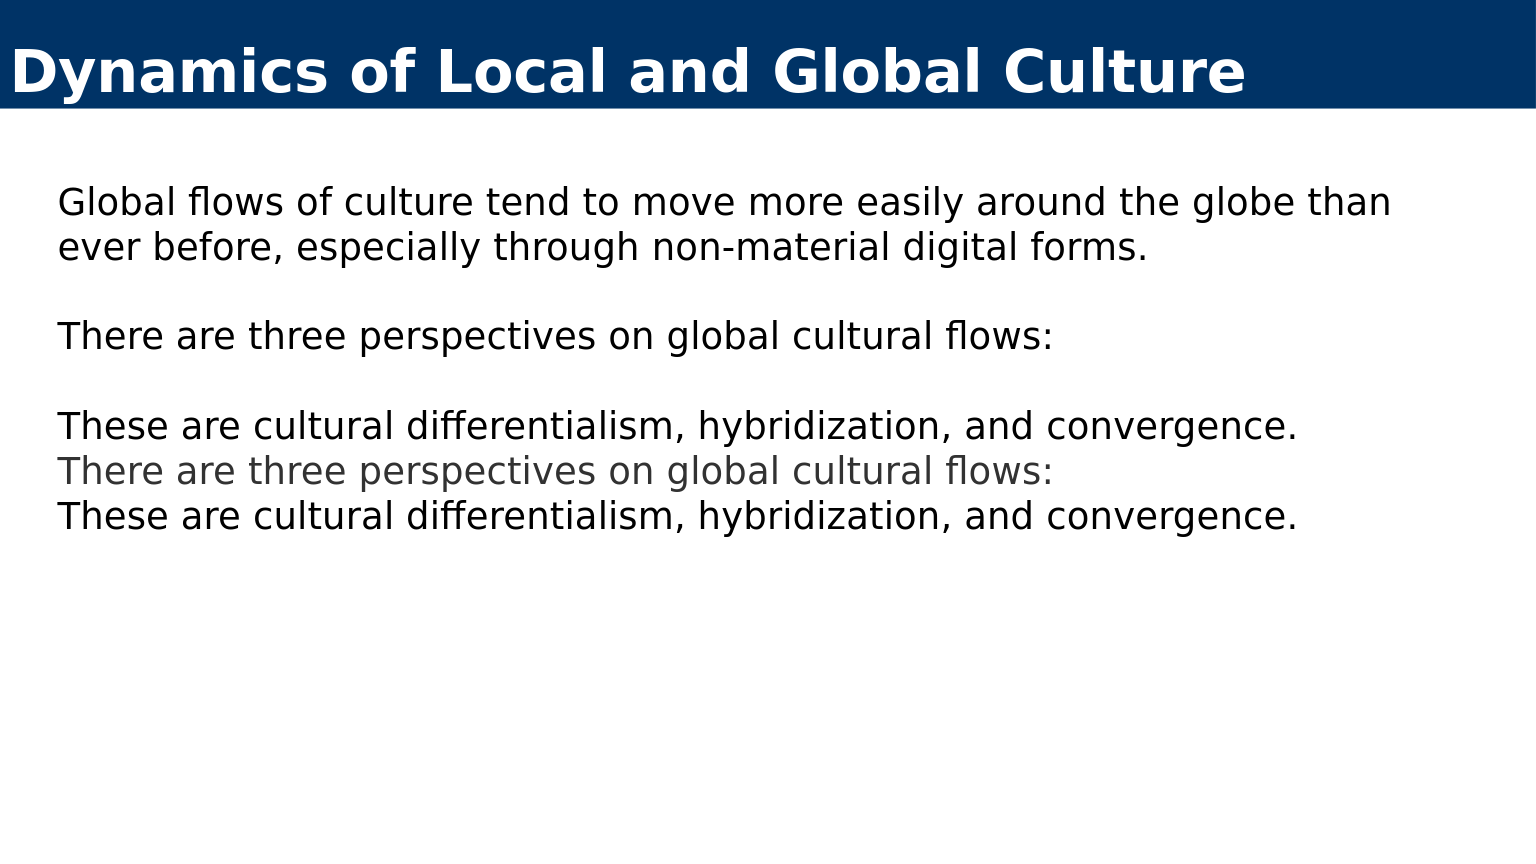 Dynamics of Local and Global Culture
Global flows of culture tend to move more easily around the globe than
ever before, especially through non-material digital forms.
There are three perspectives on global cultural flows:
These are cultural differentialism, hybridization, and convergence.
There are three perspectives on global cultural flows:
These are cultural differentialism, hybridization, and convergence.